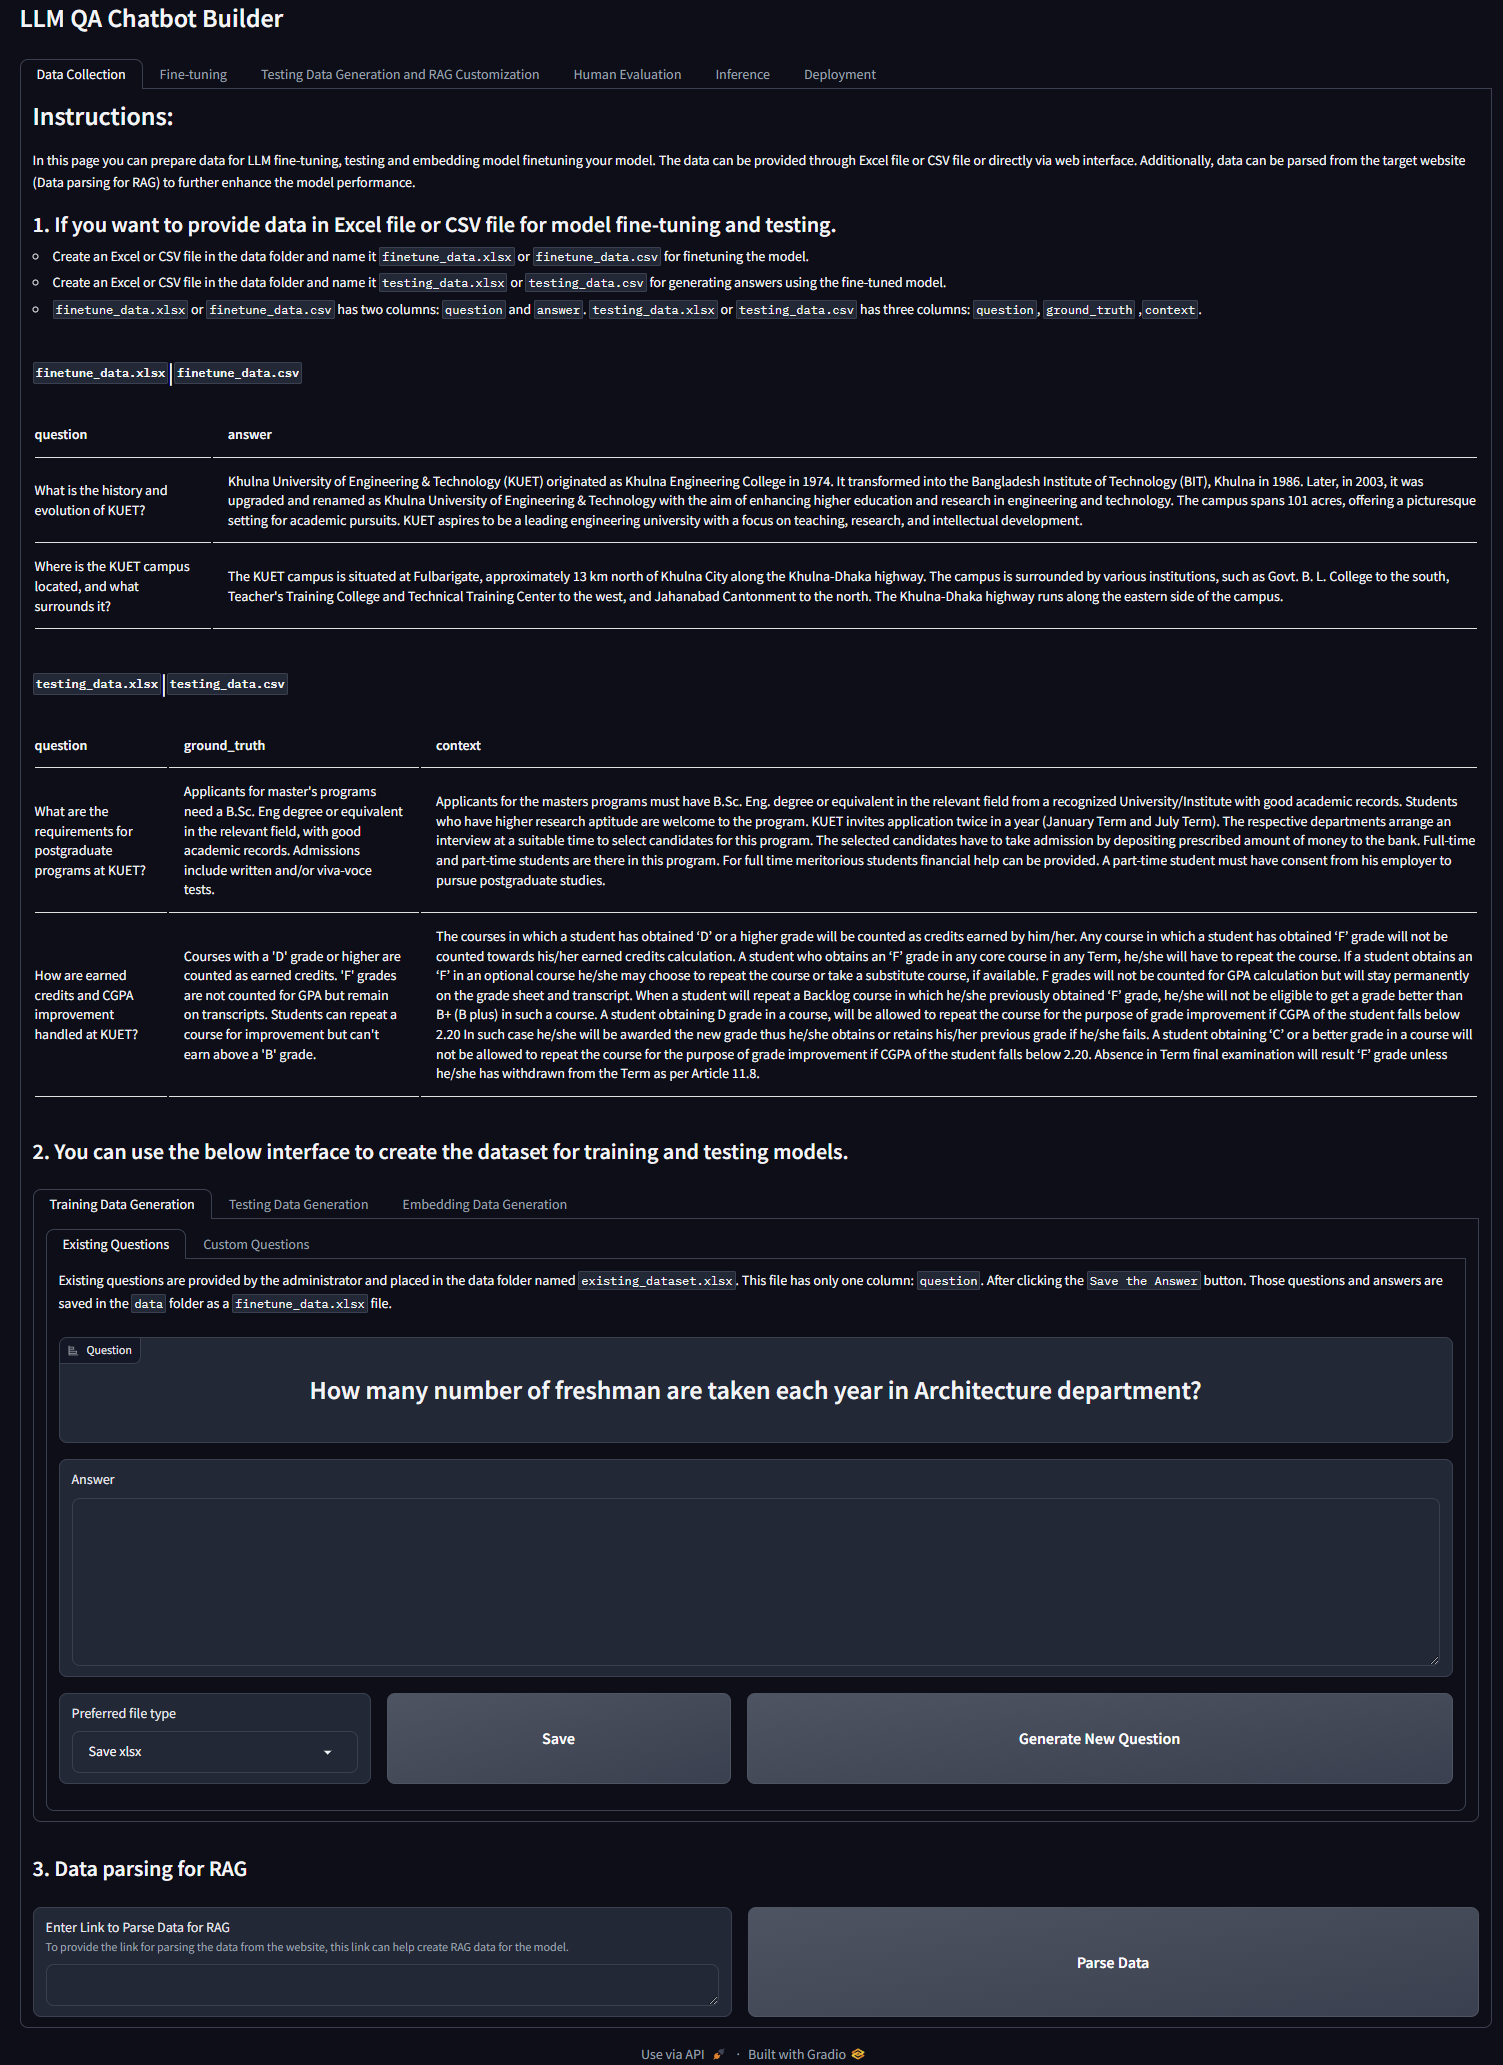 LLM QA Chatbot Builder
Data Collection
Fine-tuning
Testing Data Generation and RAG Customization
Human Evaluation
Inference
Deployment
Instructions:
In this page you can prepare data for LLM fine-tuning, testing and embedding model finetuning your model. The data can be provided through Excel file or CSV file or directly via web interface. Additionally, data can be parsed from the target website
(Data parsing for RAG) to further enhance the model performance.
1. If you want to provide data in Excel file or CSV file for model fine-tuning and testing.
Create an Excel or CSV file in the data folder and name it finetune_data.xlsx or finetune_data.csv for finetuning the model.
Create an Excel or CSV file in the data folder and name it testing_data.xlsx or testing_data.csv for generating answers using the fine-tuned model.
finetune_data.xlsx or finetune_data.csv has two columns: question and answer. testing_data.xlsx or testing_data.csv has three columns: question, ground_truth ,context.
finetune_data.xlsx|finetune_data.csv
question
answer
What is the history and
evolution of KUET?
Khulna University of Engineering & Technology (KUET) originated as Khulna Engineering College in 1974. It transformed into the Bangladesh Institute of Technology (BIT), Khulna in 1986. Later, in 2003, it was
upgraded and renamed as Khulna University of Engineering & Technology with the aim of enhancing higher education and research in engineering and technology. The campus spans 101 acres, offering a picturesque
setting for academic pursuits. KUET aspires to be a leading engineering university with a focus on teaching, research, and intellectual development.
Where is the KUET campus
located, and what
surrounds it?
The KUET campus is situated at Fulbarigate, approximately 13 km north of Khulna City along the Khulna-Dhaka highway. The campus is surrounded by various institutions, such as Govt. B. L. College to the south,
Teacher's Training College and Technical Training Center to the west, and Jahanabad Cantonment to the north. The Khulna-Dhaka highway runs along the eastern side of the campus.
testing_data.xlsx|testing_data.csv
question
ground_truth
context
What are the
requirements for
postgraduate
programs at KUET?
Applicants for master's programs
need a B.Sc. Eng degree or equivalent
in the relevant field, with good
academic records. Admissions
include written and/or viva-voce
tests.
Applicants for the masters programs must have B.Sc. Eng. degree or equivalent in the relevant field from a recognized University/Institute with good academic records. Students
who have higher research aptitude are welcome to the program. KUET invites application twice in a year (January Term and July Term). The respective departments arrange an
interview at a suitable time to select candidates for this program. The selected candidates have to take admission by depositing prescribed amount of money to the bank. Full-time
and part-time students are there in this program. For full time meritorious students financial help can be provided. A part-time student must have consent from his employer to
pursue postgraduate studies.
How are earned
credits and CGPA
improvement
handled at KUET?
Courses with a 'D' grade or higher are
counted as earned credits. 'F' grades
are not counted for GPA but remain
on transcripts. Students can repeat a
course for improvement but can't
earn above a 'B' grade.
The courses in which a student has obtained ‘D’ or a higher grade will be counted as credits earned by him/her. Any course in which a student has obtained ‘F’ grade will not be
counted towards his/her earned credits calculation. A student who obtains an ‘F’ grade in any core course in any Term, he/she will have to repeat the course. If a student obtains an
‘F’ in an optional course he/she may choose to repeat the course or take a substitute course, if available. F grades will not be counted for GPA calculation but will stay permanently
on the grade sheet and transcript. When a student will repeat a Backlog course in which he/she previously obtained ‘F’ grade, he/she will not be eligible to get a grade better than
B+ (B plus) in such a course. A student obtaining D grade in a course, will be allowed to repeat the course for the purpose of grade improvement if CGPA of the student falls below
2.20 In such case he/she will be awarded the new grade thus he/she obtains or retains his/her previous grade if he/she fails. A student obtaining ‘C’ or a better grade in a course will
not be allowed to repeat the course for the purpose of grade improvement if CGPA of the student falls below 2.20. Absence in Term final examination will result ‘F’ grade unless
he/she has withdrawn from the Term as per Article 11.8.
2. You can use the below interface to create the dataset for training and testing models.
Training Data Generation
Testing Data Generation
Embedding Data Generation
Existing Questions
Custom Questions
Existing questions are provided by the administrator and placed in the data folder named existing_dataset.xlsx. This file has only one column: question. After clicking the Save the Answer button. Those questions and answers are
saved in the data folder as a finetune_data.xlsx file.
Question
How many number of freshman are taken each year in Architecture department?
Answer
Preferred file type
Save xlsx
Save
Generate New Question
3. Data parsing for RAG
Enter Link to Parse Data for RAG
To provide the link for parsing the data from the website, this link can help create RAG data for the model.
Parse Data
Use via API · Built with Gradio